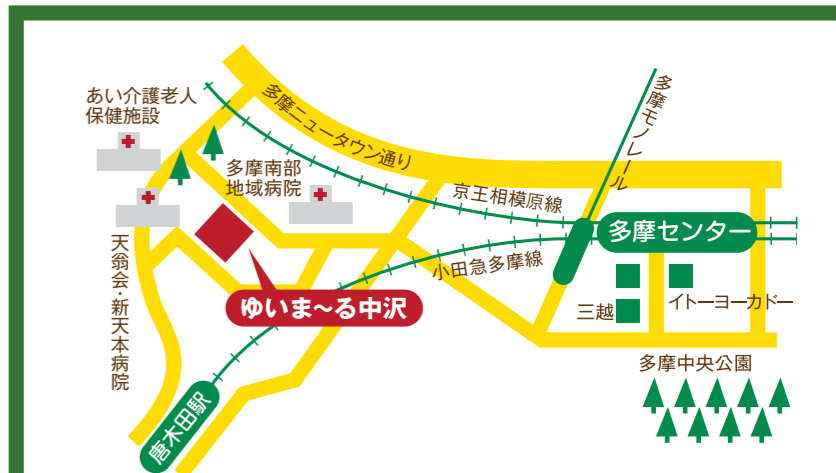 あい介護老人
保健施設
多摩ニュータウン通り
多摩モノレール
多摩南部
地域病院
京王相模原線
多摩センター
天翁会・新天本病院
小田急多摩線
ゆいま〜る中沢
三越
イトーヨーカドー
多摩中央公園
唐木田駅